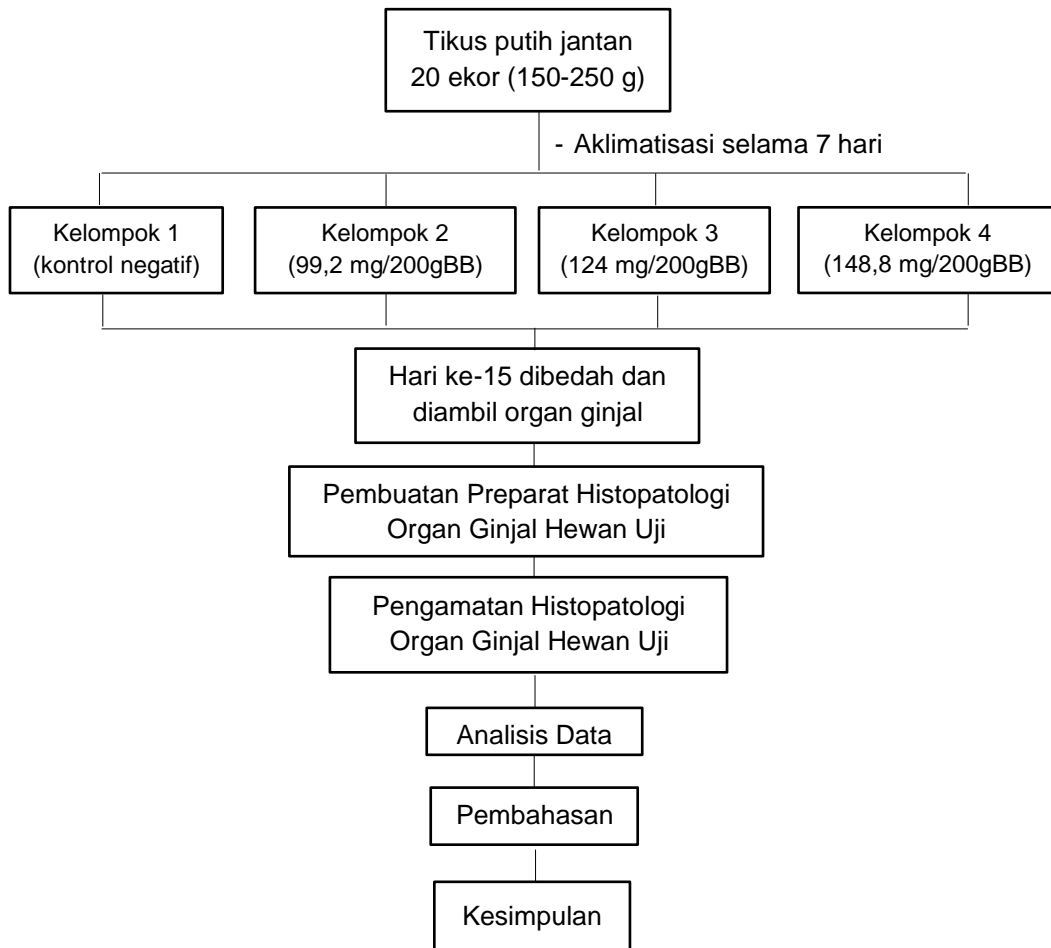 Tikus putih jantan
20 ekor (150-250 g)
- Aklimatisasi selama 7 hari
Kelompok 1
(kontrol negatif)
Kelompok 2
(99,2 mg/200gBB)
Kelompok 3
(124 mg/200gBB)
Kelompok 4
(148,8 mg/200gBB)
Hari ke-15 dibedah dan
diambil organ ginjal
Pembuatan Preparat Histopatologi
Organ Ginjal Hewan Uji
Pengamatan Histopatologi
Organ Ginjal Hewan Uji
Analisis Data
Pembahasan
Kesimpulan